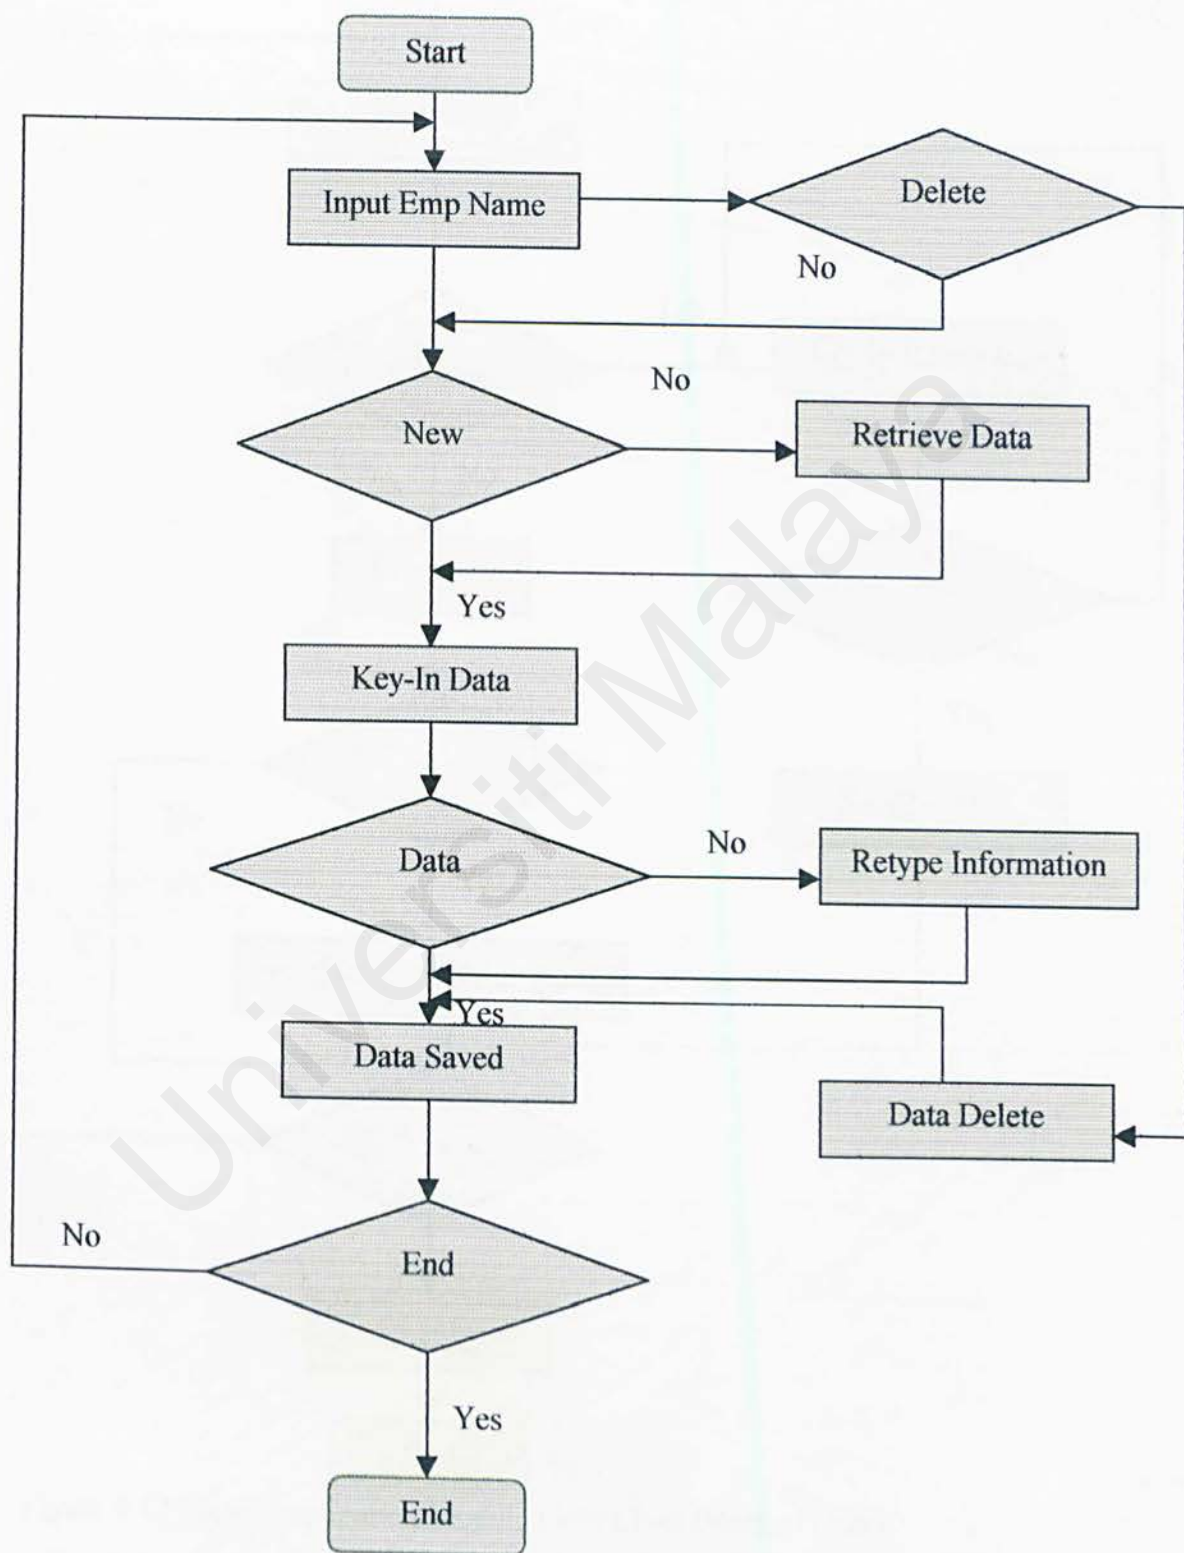 Start
Input Emp Name
Delete
No
No
New
Retrieve Data
Yes
Key-In Data
Data
No
Retype Information
Yes
Data Saved
Data Delete
No
End
Yes
End
Universiti Malaya